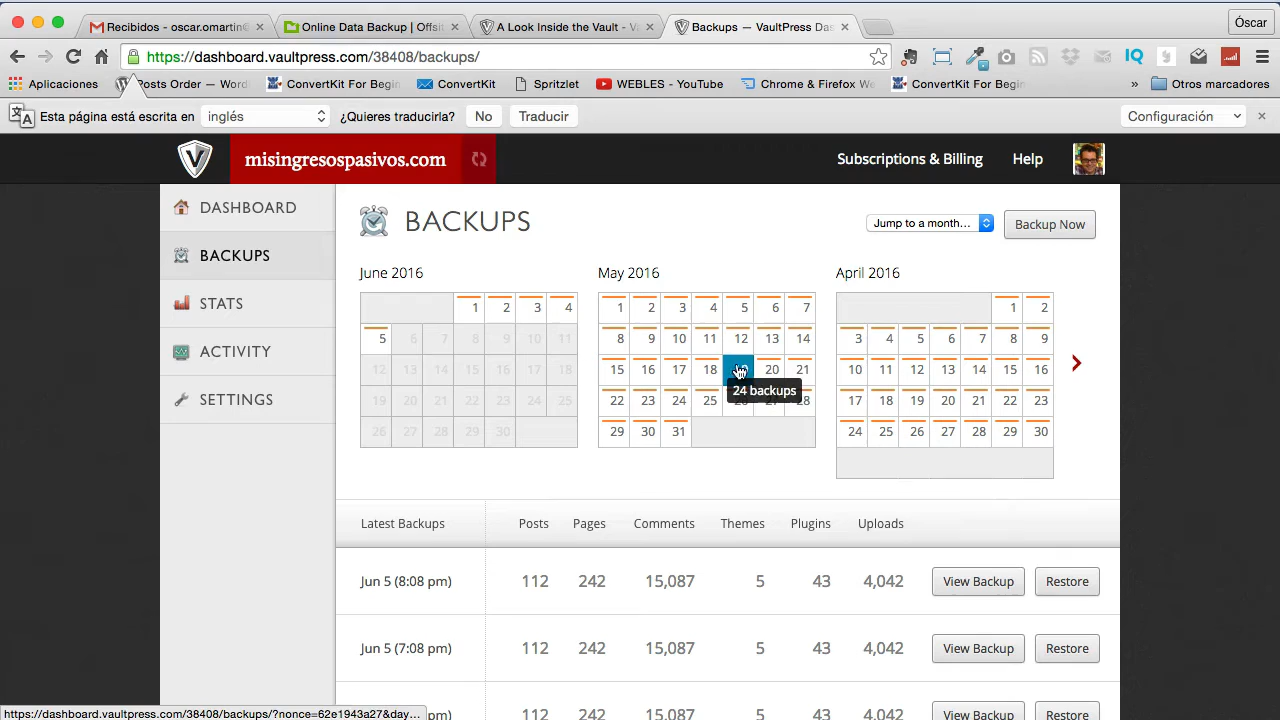 Recibidos - oscar.omartin@
Online Data Backup | Offsit
A Look Inside the Vault - Va
Backups — VaultPress Das
Óscar
https://dashboard.vaultpress.com/38408/backups/
Aplicaciones
Posts Order — Word
ConvertKit For Begin
ConvertKit
Spritzlet
WEBLES - YouTube
Chrome & Firefox
ConvertKit For Begin
»
Otros marcadores
Esta página está escrita en
inglés
¿Quieres traducirla?
No
Traducir
Configuración
misingresospasivos.com
Subscriptions & Billing
Help
DASHBOARD
BACKUPS
STATS
ACTIVITY
SETTINGS
BACKUPS
Jump to a month...
Backup Now
June 2016
1 2 3 4
5 6 7 8 9 10 11
12 13 14 15 16 17 18
19 20 21 22 23 24 25
26 27 28 29 30
May 2016
1 2 3 4 5 6 7
8 9 10 11 12 13 14
15 16 17 18 19 20 21
22 23 24 25 26 27 28
29 30 31
24 backups
April 2016
1 2
3 4 5 6 7 8 9
10 11 12 13 14 15 16
17 18 19 20 21 22 23
24 25 26 27 28 29 30
Latest Backups Posts Pages Comments Themes Plugins Uploads
Jun 5 (8:08 pm) 112 242 15,087 5 43 4,042 View Backup Restore
Jun 5 (7:08 pm) 112 242 15,087 5 43 4,042 View Backup Restore
pm) 112 242 15,087 5 43 4,042 View Backup Restore
https://dashboard.vaultpress.com/38408/backups/?nonce=62e1943a27&day...